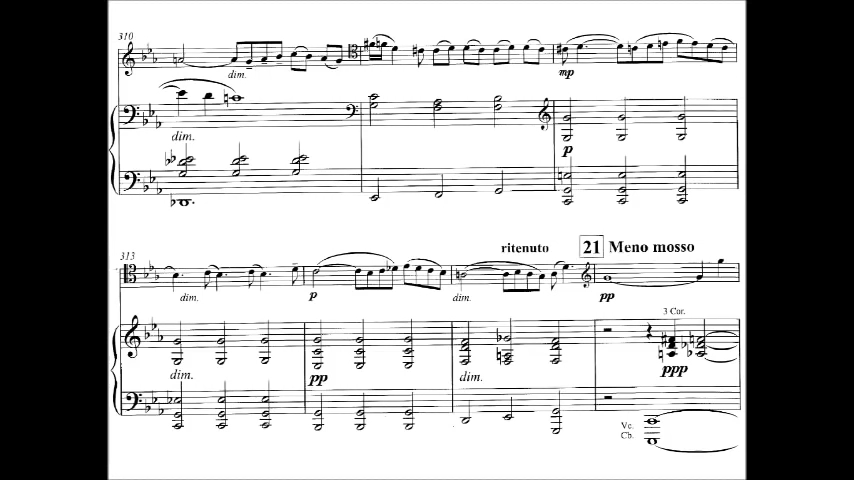 310
dim.
mp
dim.
p
313
ritenuto
21 Meno mosso
dim.
p
dim.
pp
3 Cor.
dim.
pp
dim.
ppp
Vc.
Cb.